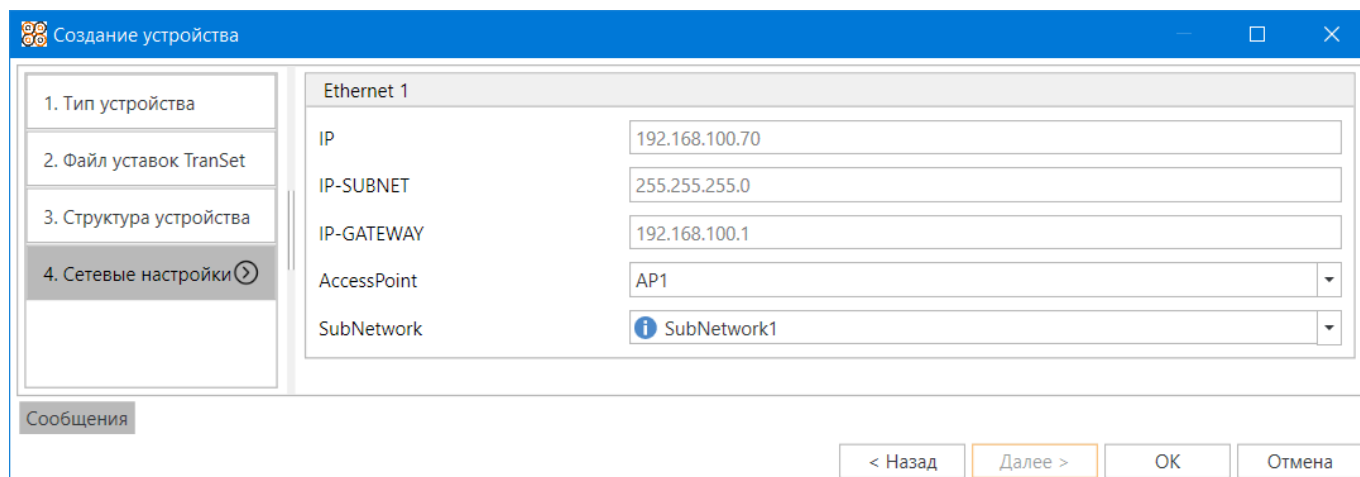 Создание устройства
1. Тип устройства
2. Файл уставок TranSet
3. Структура устройства
4. Сетевые настройки
Ethernet 1
IP 192.168.100.70
IP-SUBNET 255.255.255.0
IP-GATEWAY 192.168.100.1
AccessPoint AP1
SubNetwork SubNetwork1
Сообщения
< Назад Далее > ОК Отмена